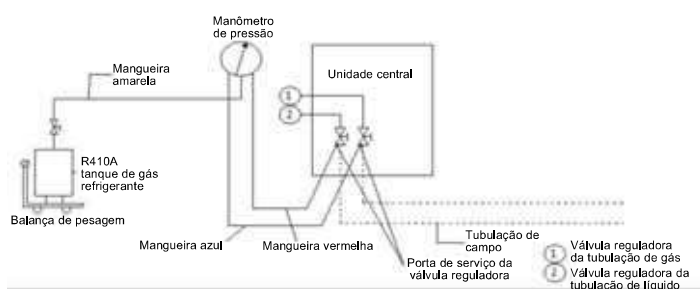 Manômetro
de pressão
Mangueira
amarela
Unidade central
1
2
R410A
tanque de gás
refrigerante
Balança de pesagem
Mangueira azul
Mangueira vermelha
Tubulação de
campo
Porta de serviço da
válvula reguladora
1 Válvula reguladora
da tubulação de gás
2 Válvula reguladora da
tubulação de líquido